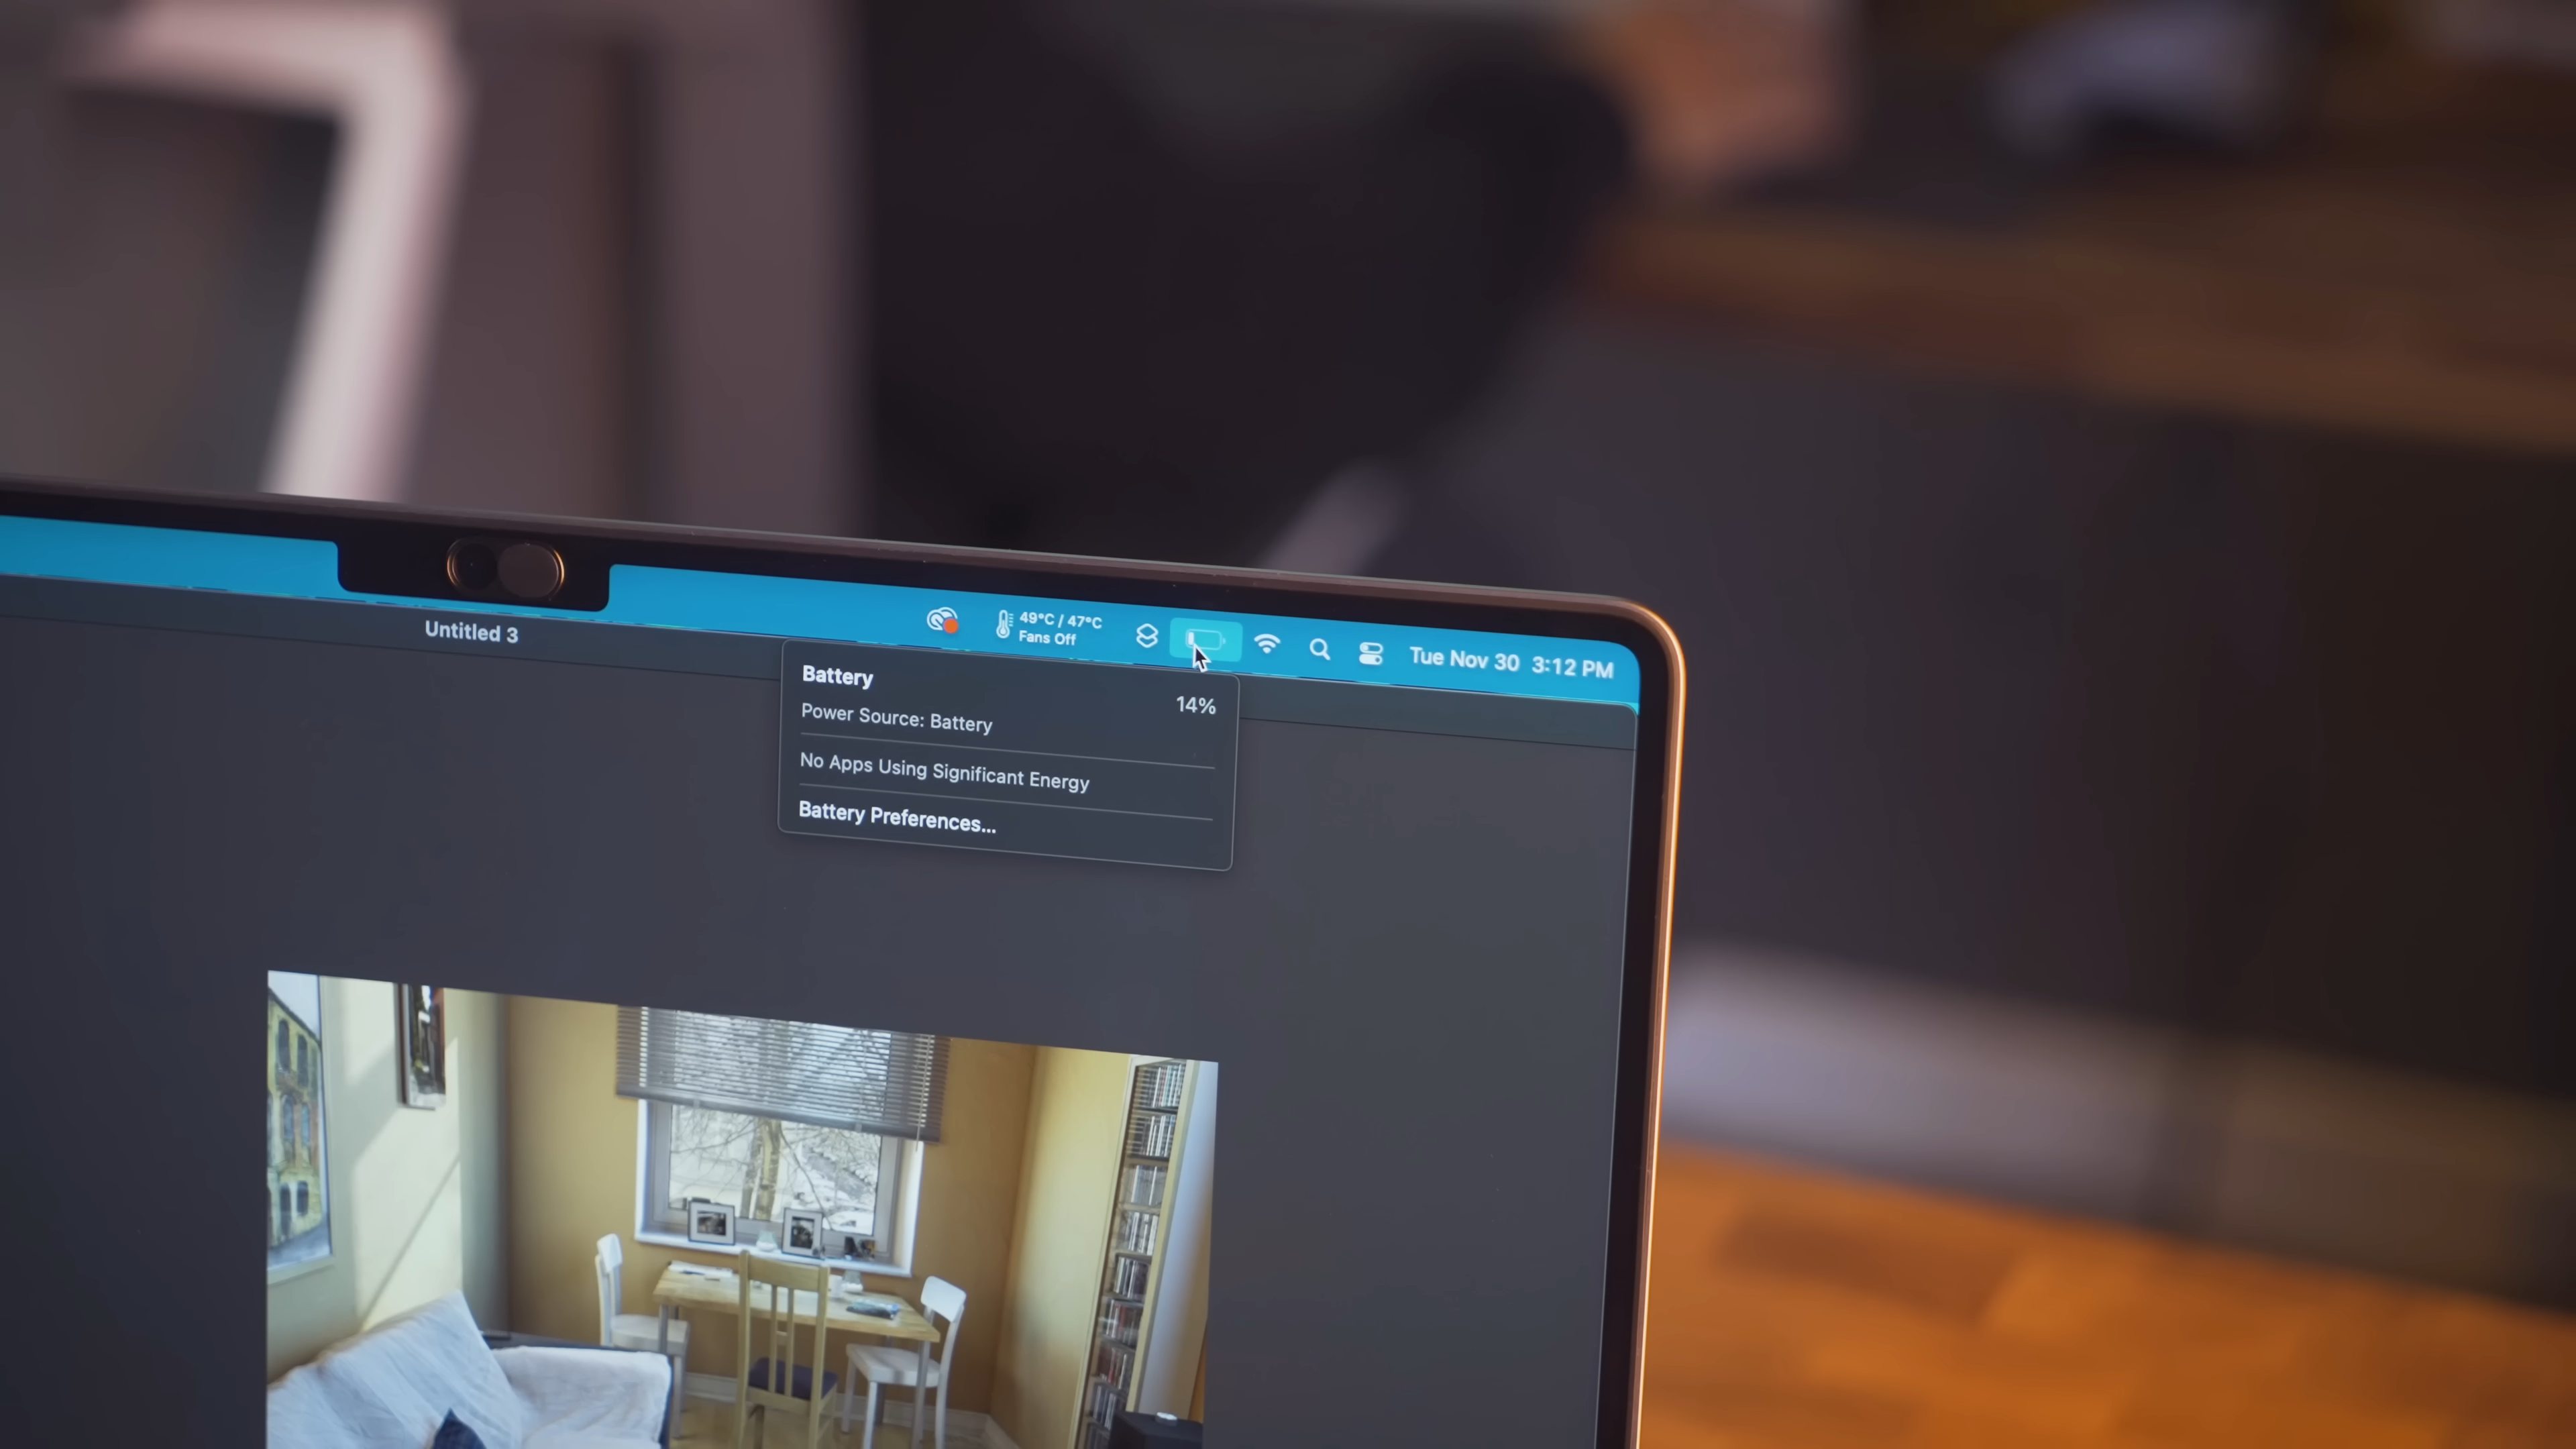 49°C / 47°C
Fans Off
Tue Nov 30 3:12 PM
Untitled 3
Battery
14%
Power Source: Battery
No Apps Using Significant Energy
Battery Preferences...